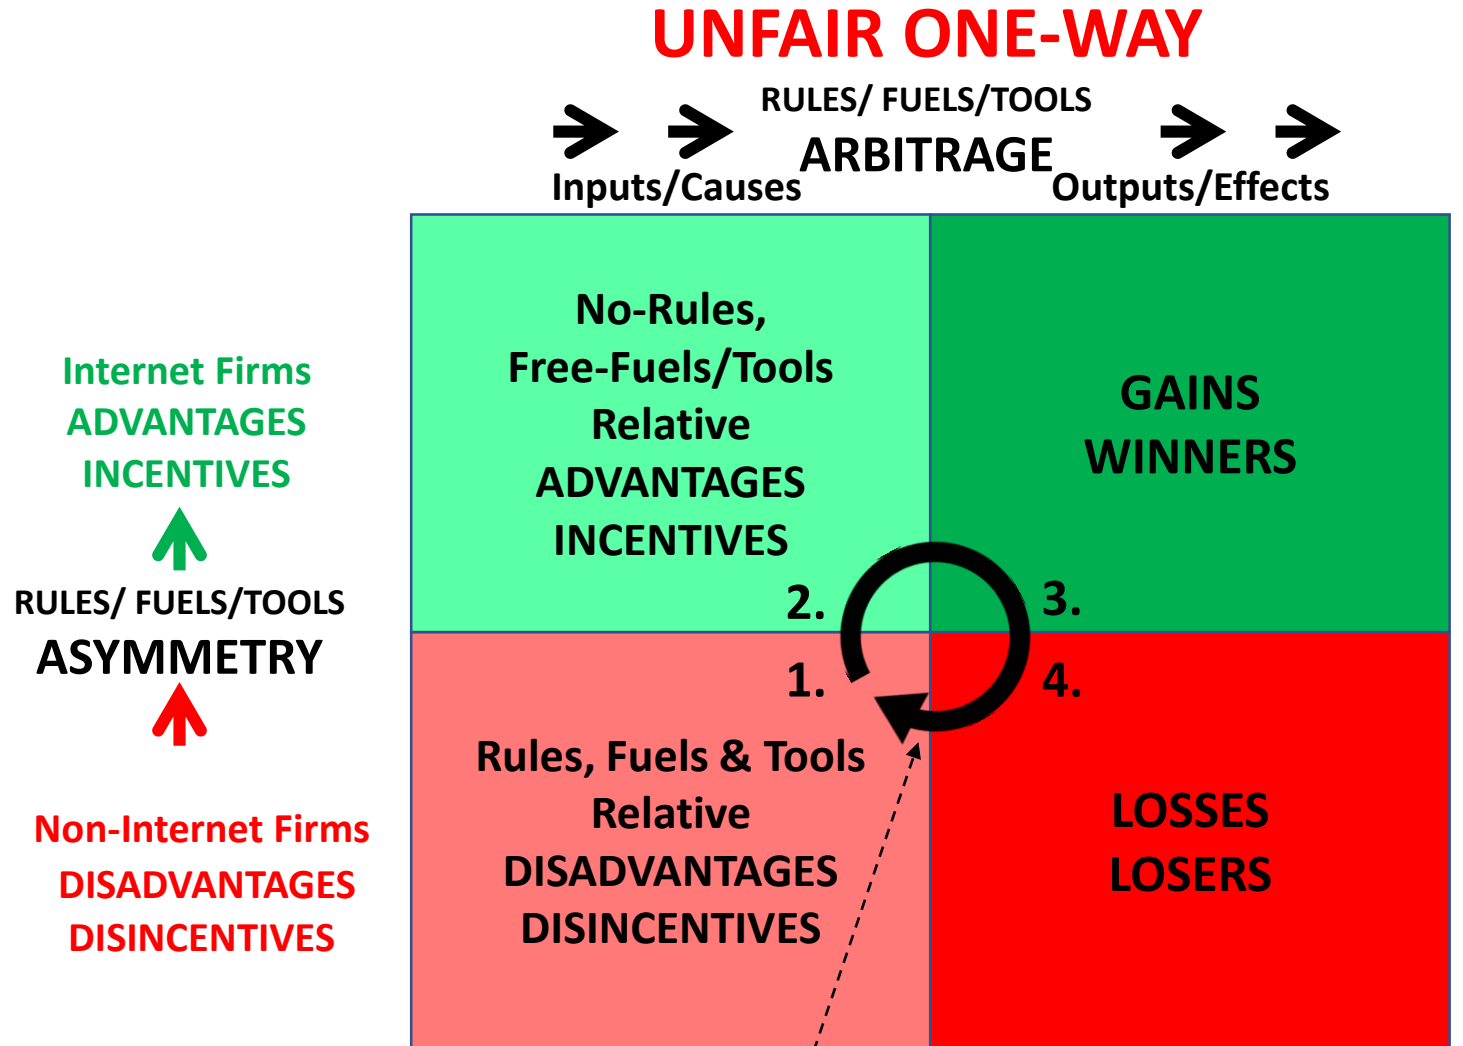 UNFAIR ONE-WAY
RULES/ FUELS/TOOLS
ARBITRAGE
Inputs/Causes
Outputs/Effects
Internet Firms
ADVANTAGES
INCENTIVES
RULES/ FUELS/TOOLS
ASYMMETRY
Non-Internet Firms
DISADVANTAGES
DISINCENTIVES
No-Rules,
Free-Fuels/Tools
Relative
ADVANTAGES
INCENTIVES
2.
GAINS
WINNERS
3.
1.
Rules, Fuels & Tools
Relative
DISADVANTAGES
DISINCENTIVES
4.
LOSSES
LOSERS